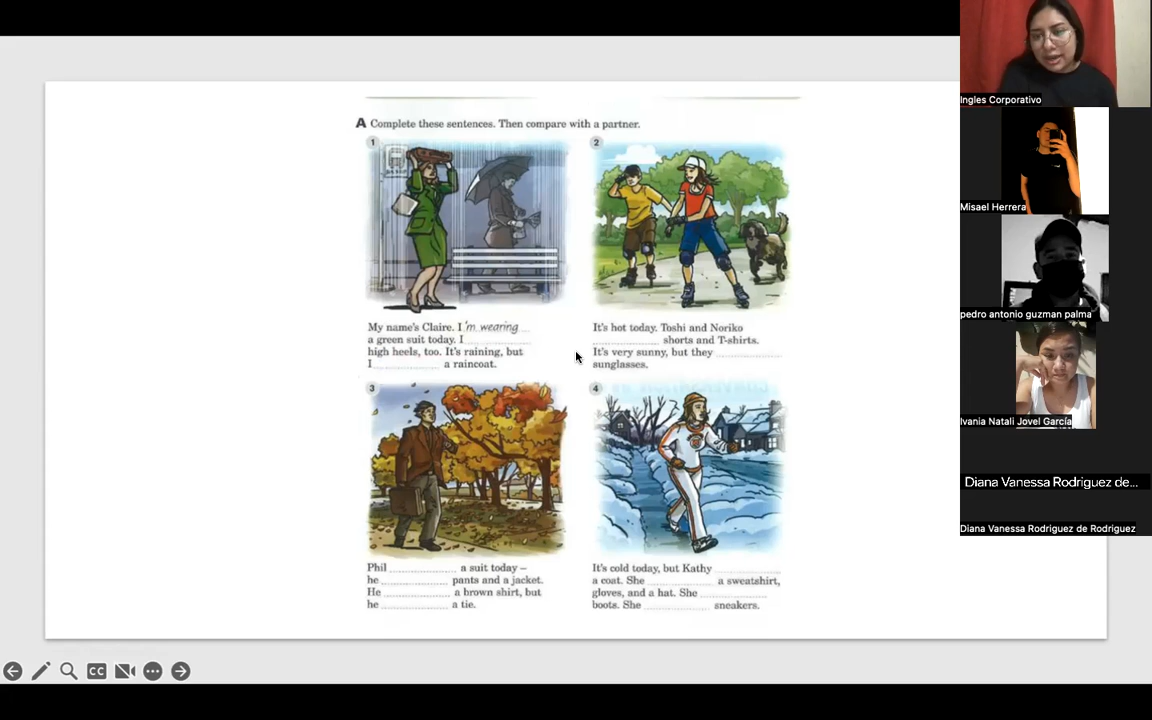 A Complete these sentences. Then compare with a partner.
1
My name's Claire. I 'm wearing
a green suit today. I
high heels, too. It's raining, but
I a raincoat.
2
It's hot today. Toshi and Noriko
shorts and T-shirts.
It's very sunny, but they
sunglasses.
3
Phil a suit today –
he pants and a jacket.
He a brown shirt, but
he a tie.
4
It's cold today, but Kathy
a coat. She a sweatshirt,
gloves, and a hat. She
boots. She sneakers.
Ingles Corporativo
Misael Herrera
pedro antonio guzman palma
Ivania Natali Jovel García
Diana Vanessa Rodriguez de...
Diana Vanessa Rodriguez de Rodriguez
CC